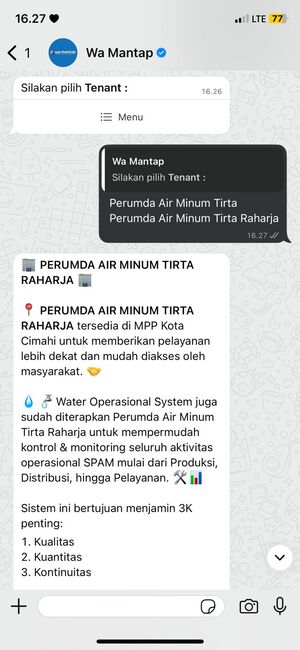 16.27
LTE 77
1
WA MANTAP
Wa Mantap
Silakan pilih Tenant :
16.26
Menu
Wa Mantap
Silakan pilih Tenant :
Perumda Air Minum Tirta
Perumda Air Minum Tirta Raharja
16.27
🏢 PERUMDA AIR MINUM TIRTA
RAHARJA 🏢
📍 PERUMDA AIR MINUM TIRTA
RAHARJA tersedia di MPP Kota
Cimahi untuk memberikan pelayanan
lebih dekat dan mudah diakses oleh
masyarakat. 🤝
💧 🚰 Water Operasional System juga
sudah diterapkan Perumda Air Minum
Tirta Raharja untuk mempermudah
kontrol & monitoring seluruh aktivitas
operasional SPAM mulai dari Produksi,
Distribusi, hingga Pelayanan. 🛠️📊
Sistem ini bertujuan menjamin 3K
penting:
1. Kualitas
2. Kuantitas
3. Kontinuitas